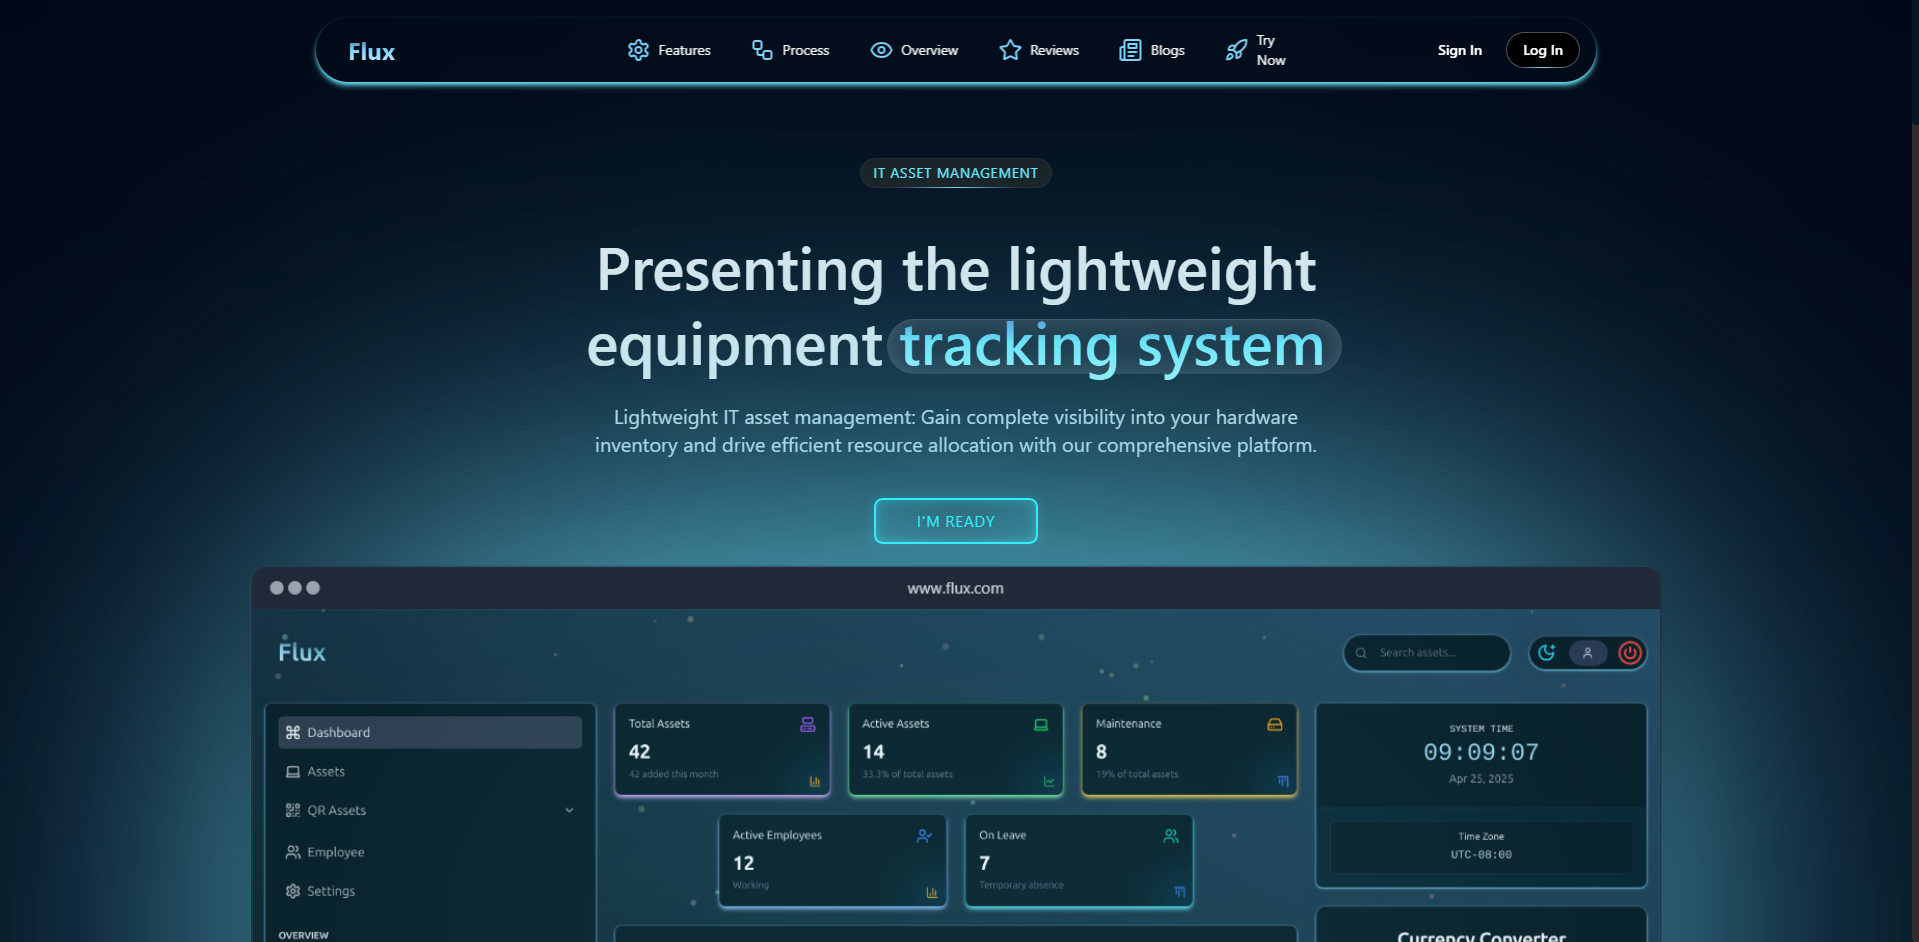 Flux
Features
Process
Overview
Reviews
Blogs
Try
Now
Sign In
Log In
IT ASSET MANAGEMENT
Presenting the lightweight
equipment tracking system
Lightweight IT asset management: Gain complete visibility into your hardware
inventory and drive efficient resource allocation with our comprehensive platform.
I'M READY
www.flux.com
Flux
Search assets...
Dashboard
Assets
QR Assets
Employee
Settings
OVERVIEW
Total Assets
42
42 added this month
Active Assets
14
33.3% of total assets
Maintenance
8
19% of total assets
Active Employees
12
Working
On Leave
7
Temporary absence
SYSTEM TIME
09:09:07
Apr 25, 2025
Time Zone
UTC-08:00
Currency Converter